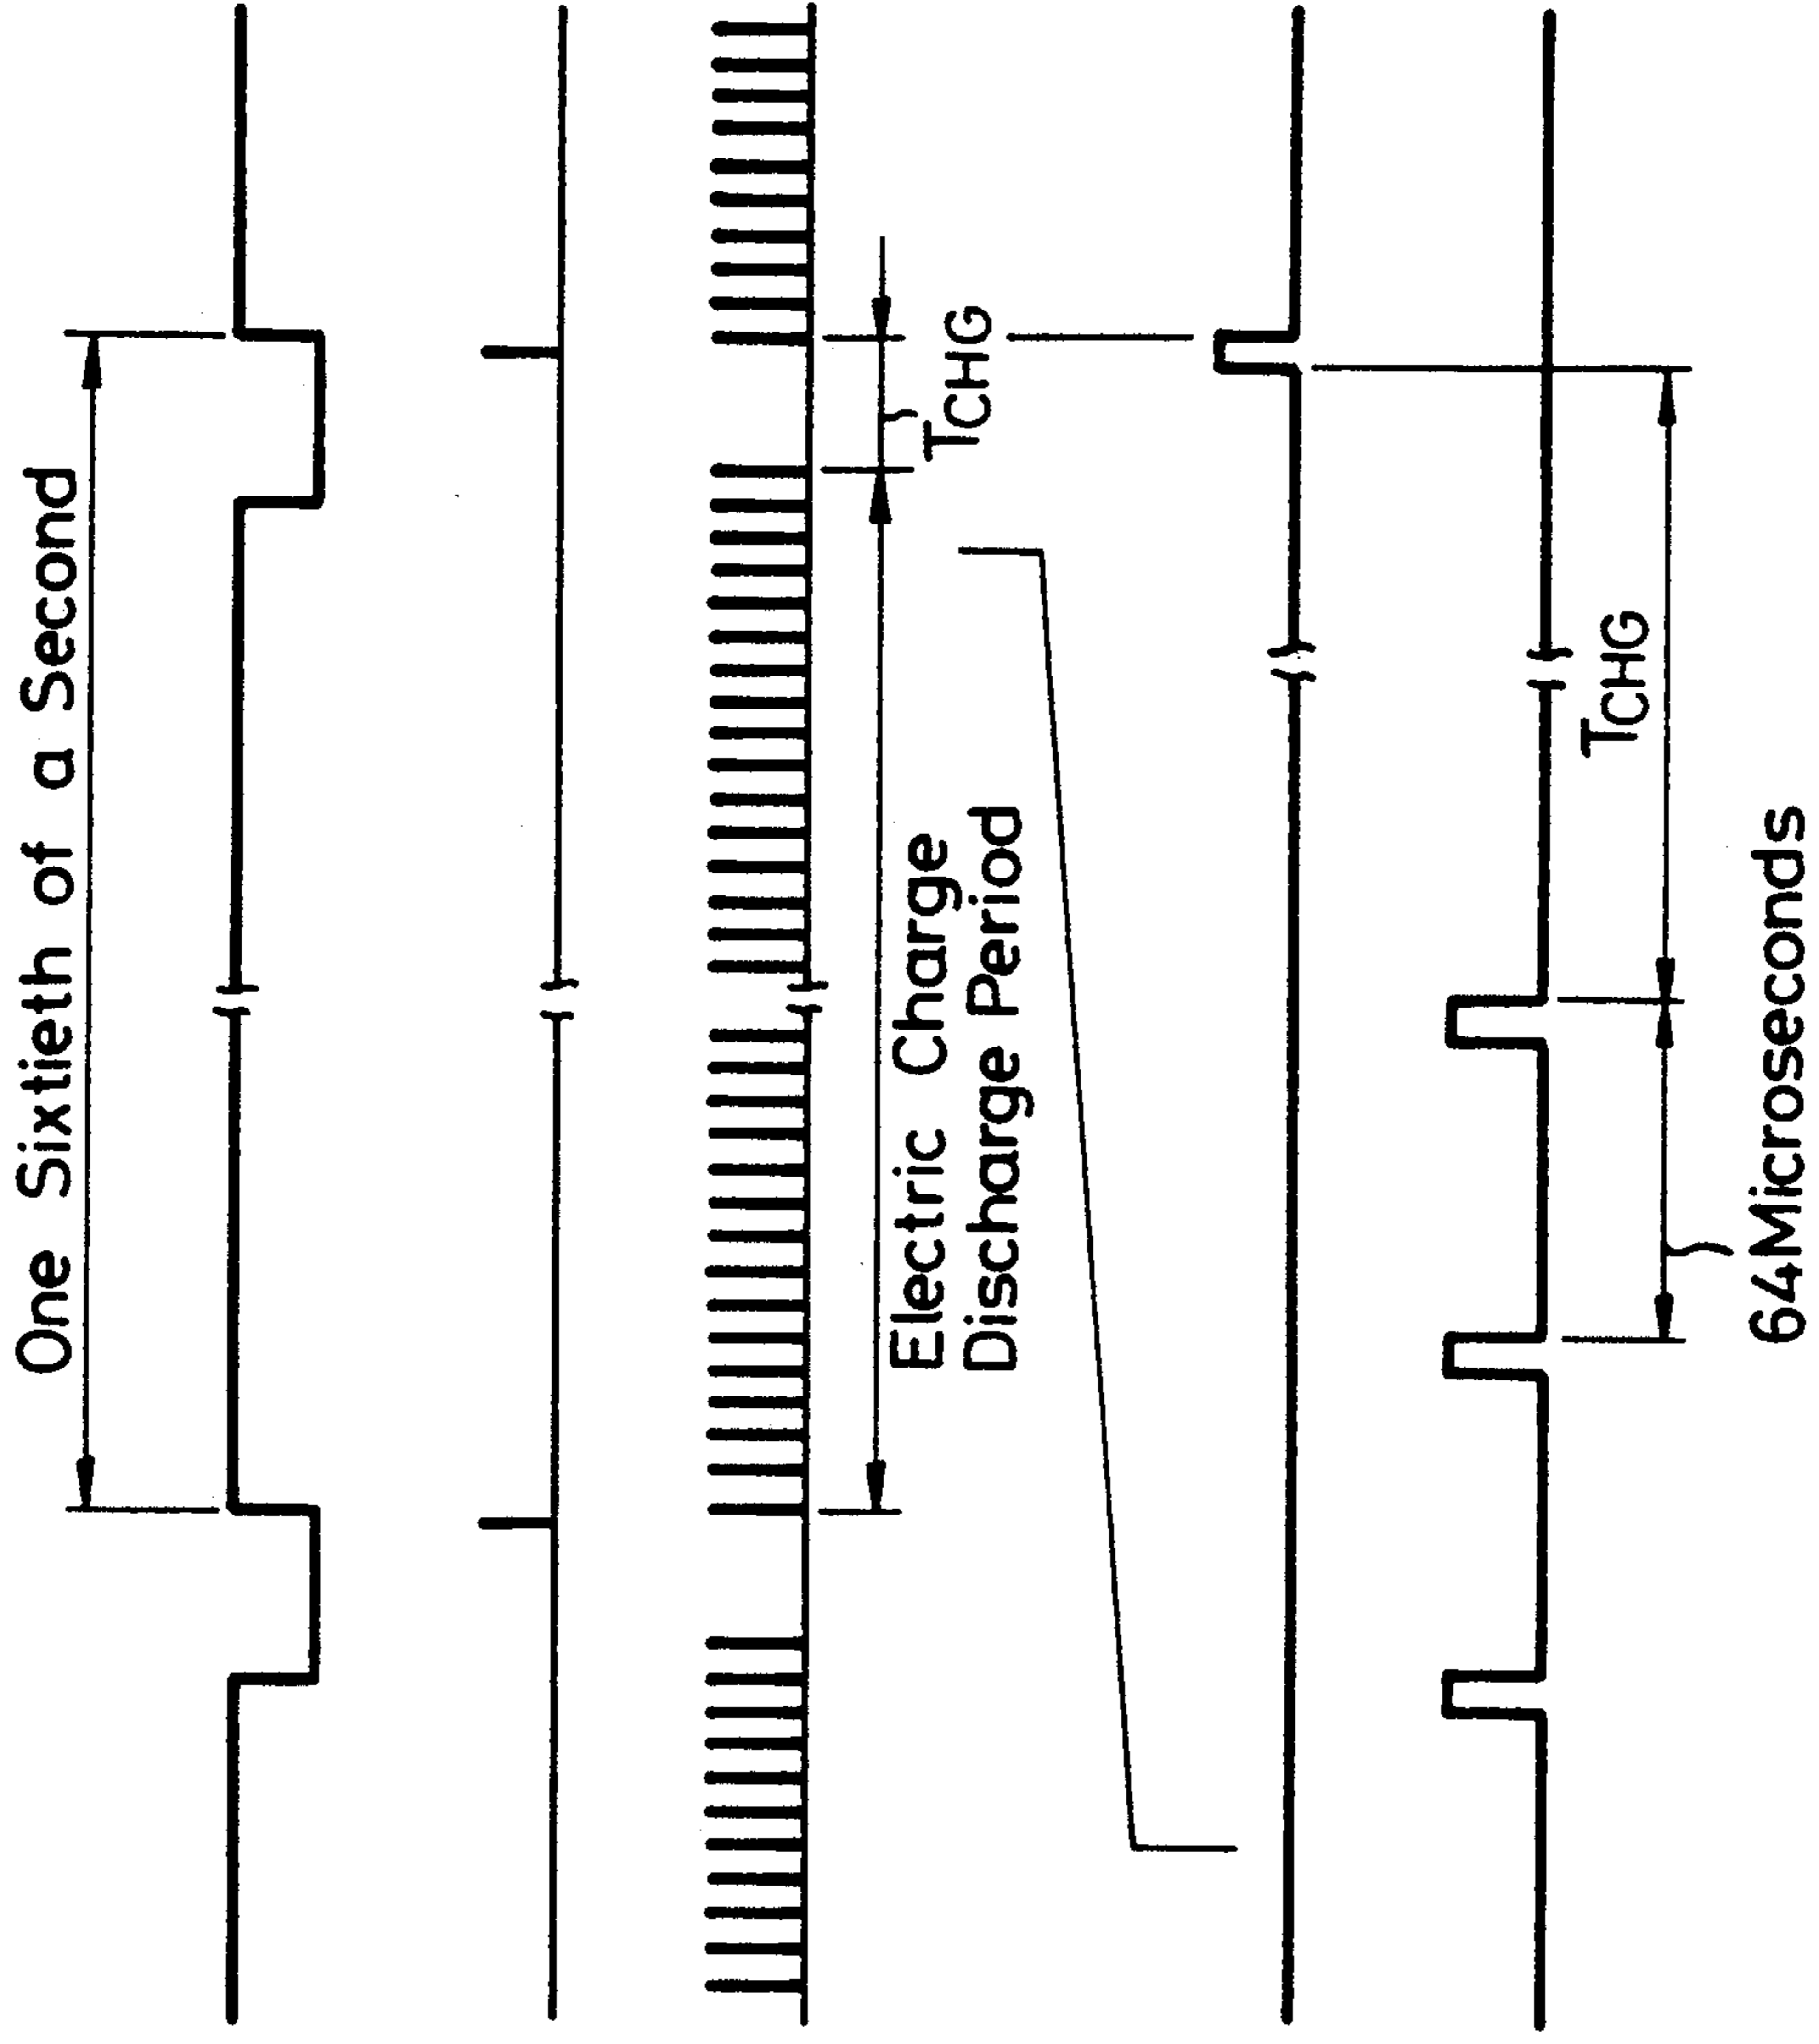 One Sixtieth of a Second
Electric Charge
Discharge Period
TCHG
TCHG
64Microseconds